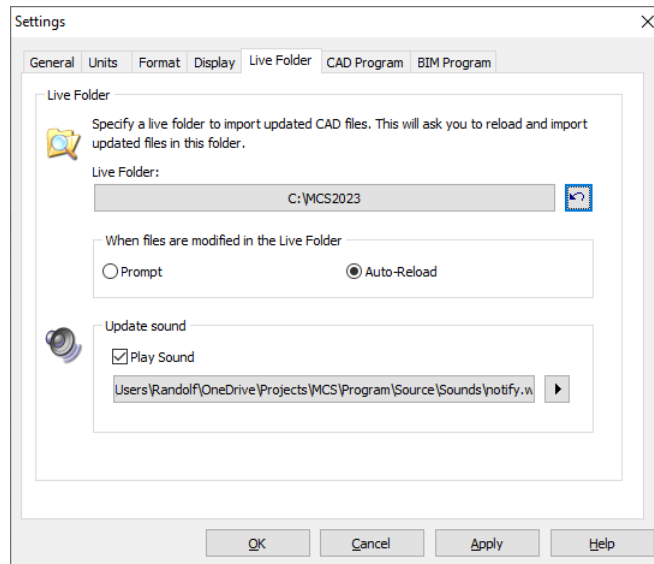 Settings
General Units Format Display Live Folder CAD Program BIM Program
Live Folder
Specify a live folder to import updated CAD files. This will ask you to reload and import
updated files in this folder.
Live Folder:
C:\MCS2023
When files are modified in the Live Folder
Prompt Auto-Reload
Update sound
Play Sound
Users\Randolf\OneDrive\Projects\MCS\Program\Source\Sounds\notify.w
OK Cancel Apply Help